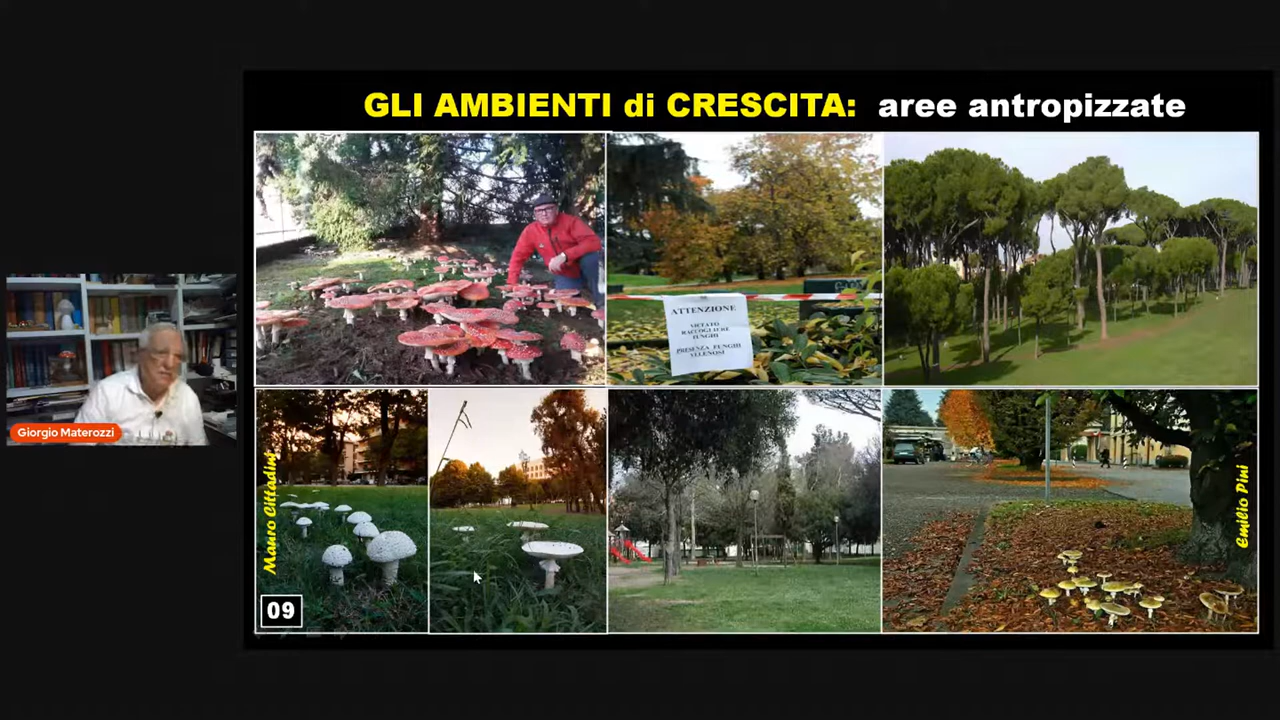 GLI AMBIENTI di CRESCITA: aree antropizzate
ATTENZIONE
VIETATO
RACCOGLIERE
FUNGHI
PRESENZA FUNGHI
VELENOSI
Giorgio Materozzi
Mauro Cittadini
Emilio Pini
09